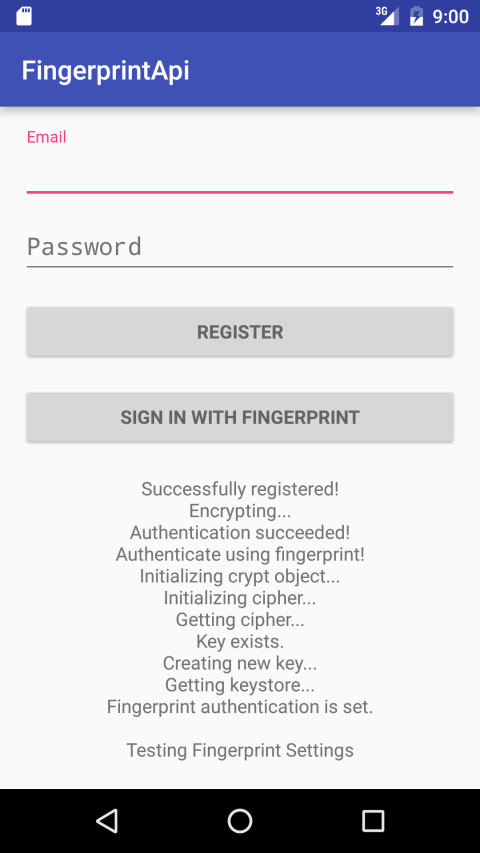 3G 9:00
FingerprintApi
Email
Password
REGISTER
SIGN IN WITH FINGERPRINT
Successfully registered!
Encrypting...
Authentication succeeded!
Authenticate using fingerprint!
Initializing crypt object...
Initializing cipher...
Getting cipher...
Key exists.
Creating new key...
Getting keystore...
Fingerprint authentication is set.
Testing Fingerprint Settings